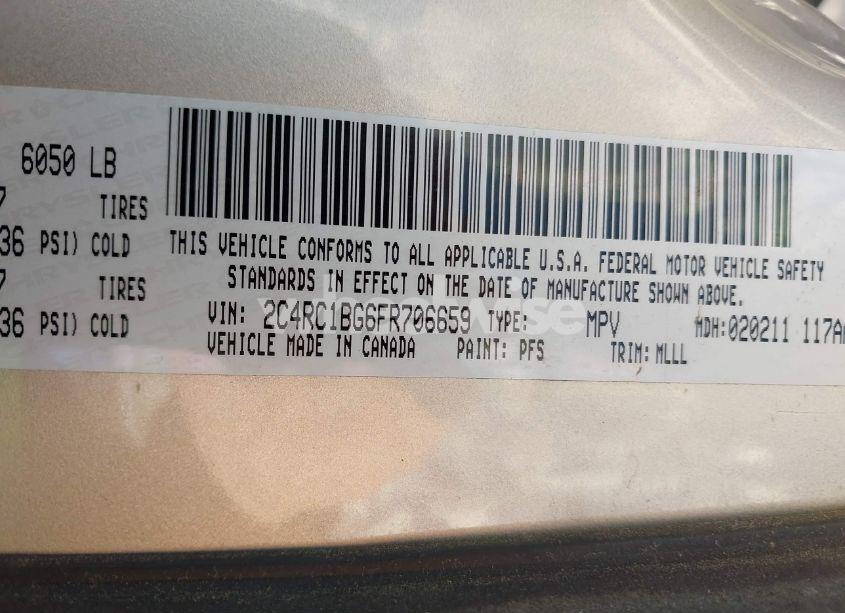 6050 LB
7 TIRES
36 PSI) COLD
7 TIRES
36 PSI) COLD
THIS VEHICLE CONFORMS TO ALL APPLICABLE U.S.A. FEDERAL MOTOR VEHICLE SAFETY
STANDARDS IN EFFECT ON THE DATE OF MANUFACTURE SHOWN ABOVE.
VIN: 2C4RC1BG6FR706659 TYPE: MPV MDH:020211 117A
VEHICLE MADE IN CANADA PAINT: PFS TRIM: MLLL